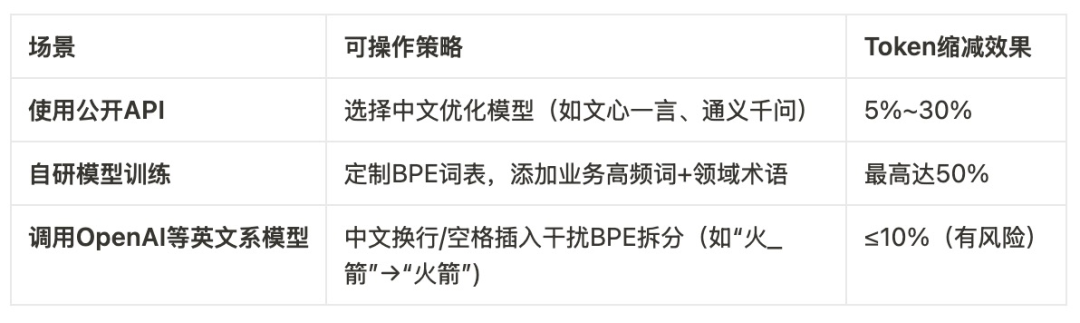 场景 可操作策略 Token缩减效果
使用公开API 选择中文优化模型（如文心一言、通义千问） 5%~30%
自研模型训练 定制BPE词表，添加业务高频词+领域术语 最高达50%
调用OpenAI等英文系模型 中文换行/空格插入干扰BPE拆分（如“火_ ≤10%（有风险）
箭”→“火箭”)